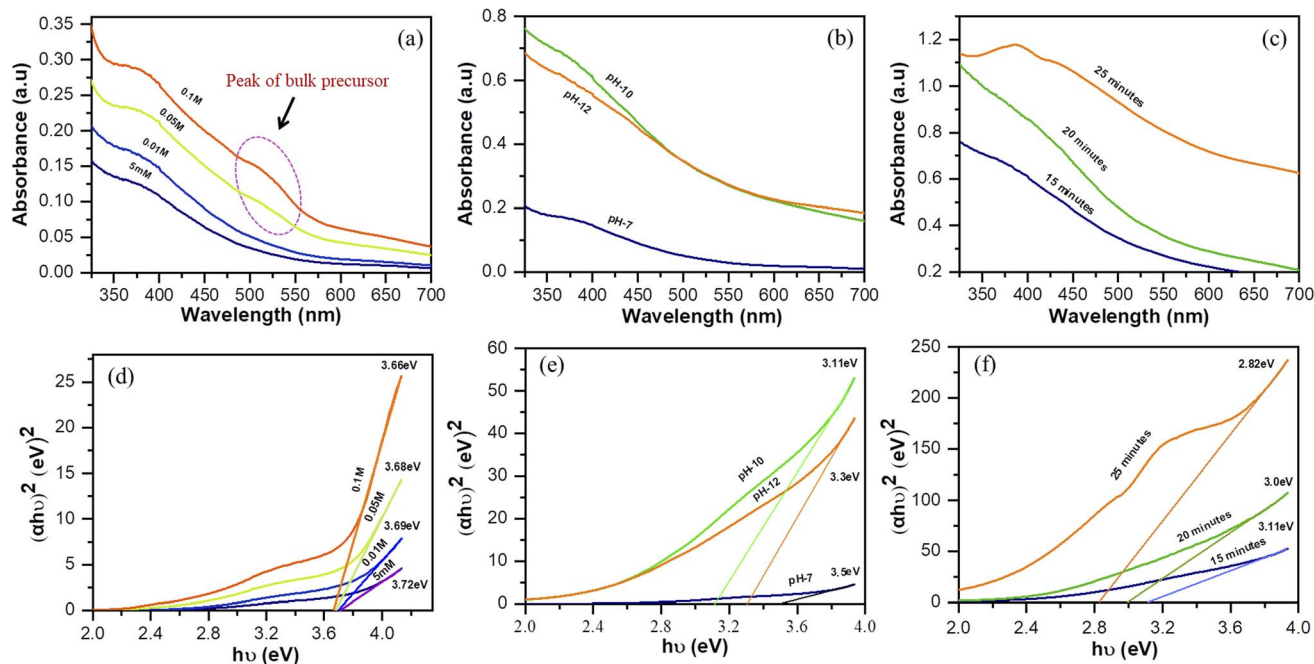 (a)
Peak of bulk precursor
0.1M
0.05M
0.01M
5mM
0.35
0.30
0.25
0.20
0.15
0.10
0.05
0.00
Absorbance (a.u)
350 400 450 500 550 600 650 700
Wavelength (nm)
(b)
pH-10
pH-12
pH-7
0.8
0.6
0.4
0.2
0.0
Absorbance (a.u)
350 400 450 500 550 600 650 700
Wavelength (nm)
(c)
25 minutes
20 minutes
15 minutes
1.2
1.0
0.8
0.6
0.4
0.2
Absorbance (a.u)
350 400 450 500 550 600 650 700
Wavelength (nm)
(d)
3.66eV
0.1M
3.68eV
0.05M
3.69eV
0.01M
5mM
3.72eV
25
20
15
10
5
0
(αhυ)² (eV)²
2.0 2.4 2.8 3.2 3.6 4.0
hυ (eV)
(e)
3.11eV
pH-10
pH-12
3.3eV
3.5eV
pH-7
60
50
40
30
20
10
0
(αhυ)² (eV)²
2.0 2.4 2.8 3.2 3.6 4.0
hυ (eV)
(f)
2.82eV
25 minutes
3.0eV
20 minutes
3.11eV
15 minutes
250
200
150
100
50
0
(αhυ)² (eV)²
2.0 2.4 2.8 3.2 3.6 4.0
hυ (eV)